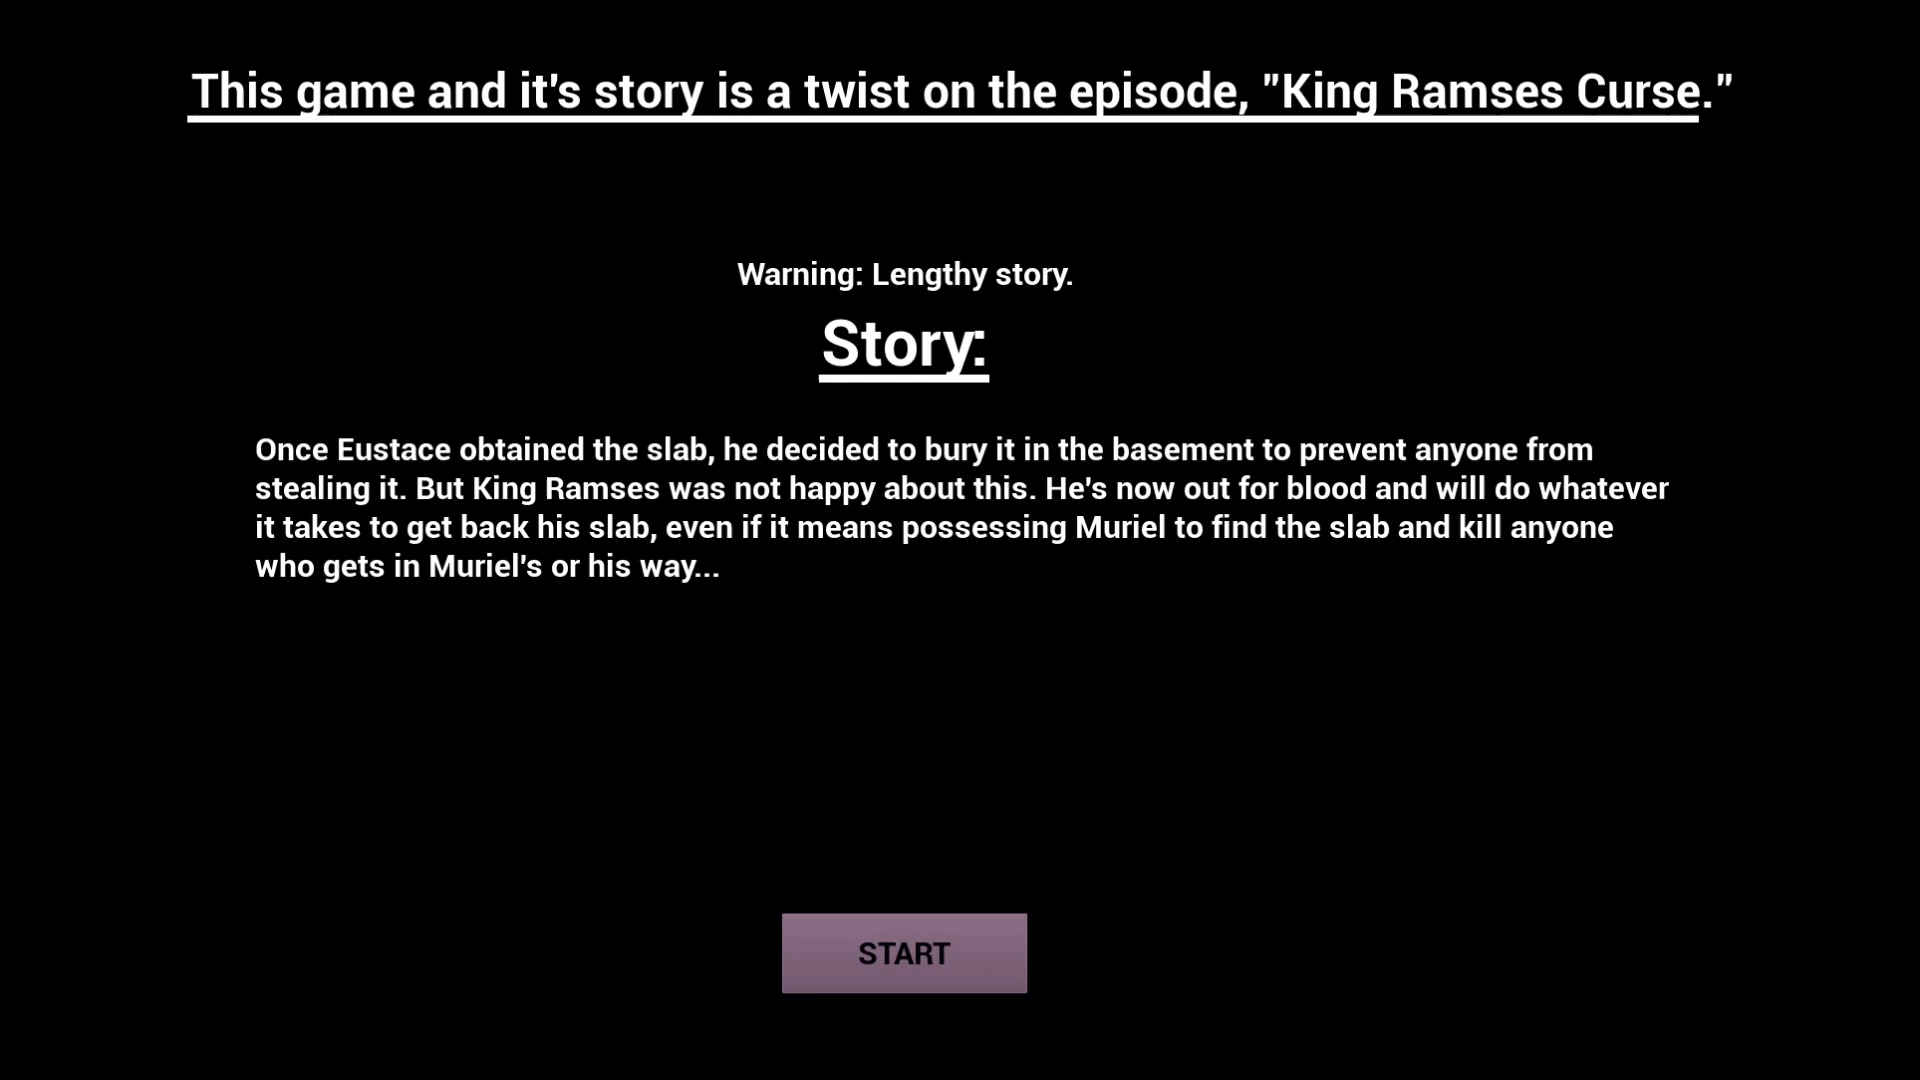 This game and it's story is a twist on the episode, "King Ramses Curse."
Warning: Lengthy story.
Story:
Once Eustace obtained the slab, he decided to bury it in the basement to prevent anyone from
stealing it. But King Ramses was not happy about this. He's now out for blood and will do whatever
it takes to get back his slab, even if it means possessing Muriel to find the slab and kill anyone
who gets in Muriel's or his way...
START